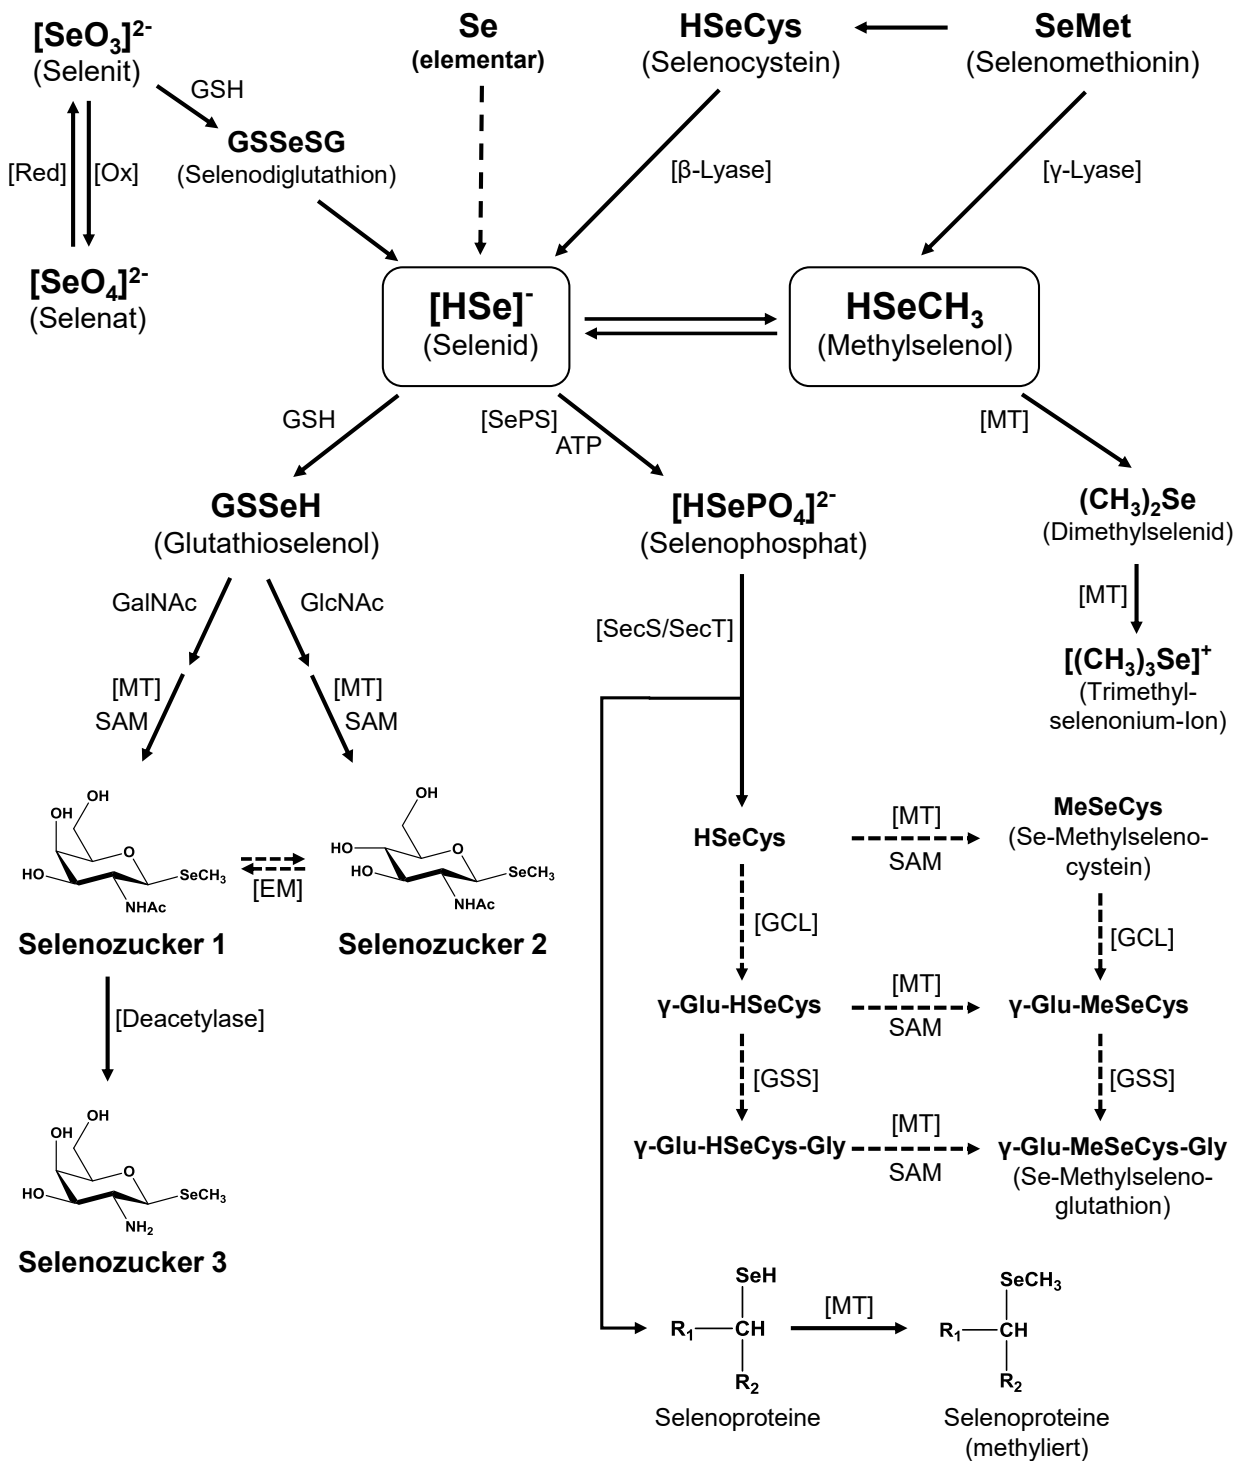 [SeO₃]²⁻
(Selenit)
Se
(elementar)
HSeCys
(Selenocystein)
SeMet
(Selenomethionin)
GSH
GSSeSG
(Selenodiglutathion)
[Red]
[Ox]
[β-Lyase]
[γ-Lyase]
[SeO₄]²⁻
(Selenat)
[HSe]⁻
(Selenid)
HSeCH₃
(Methylselenol)
GSH
[SePS]
ATP
[MT]
GSSeH
(Glutathioselenol)
[HSePO₄]²⁻
(Selenophosphat)
(CH₃)₂Se
(Dimethylselenid)
GalNAc
GlcNAc
[SecS/SecT]
[MT]
[(CH₃)₃Se]⁺
(Trimethyl-
selenonium-Ion)
[MT]
SAM
[MT]
SAM
OH
OH
O
HO
SeCH₃
NHAc
Selenozucker 1
[EM]
OH
HO
O
HO
SeCH₃
NHAc
Selenozucker 2
HSeCys
[MT]
SAM
MeSeCys
(Se-Methylseleno-
cystein)
[GCL]
[GCL]
γ-Glu-HSeCys
[MT]
SAM
γ-Glu-MeSeCys
[Deacetylase]
[GSS]
[GSS]
γ-Glu-HSeCys-Gly
[MT]
SAM
γ-Glu-MeSeCys-Gly
(Se-Methylseleno-
glutathion)
OH
OH
O
HO
SeCH₃
NH₂
Selenozucker 3
SeH
R₁
CH
R₂
Selenoproteine
[MT]
SeCH₃
R₁
CH
R₂
Selenoproteine
(methyliert)